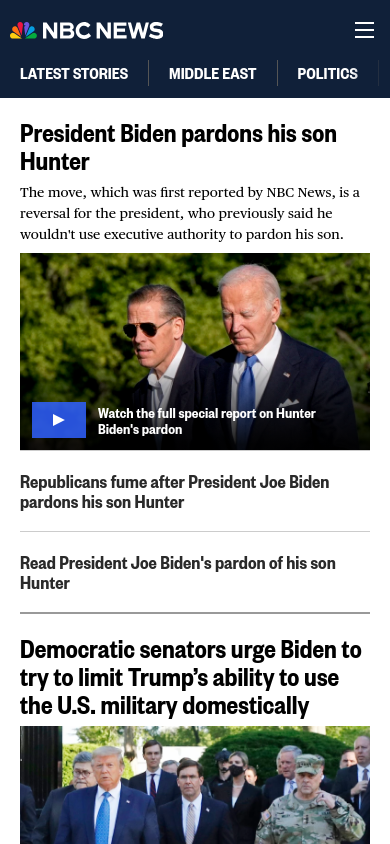 NBC NEWS
LATEST STORIES
MIDDLE EAST
POLITICS
President Biden pardons his son
Hunter
The move, which was first reported by NBC News, is a
reversal for the president, who previously said he
wouldn't use executive authority to pardon his son.
Watch the full special report on Hunter
Biden's pardon
Republicans fume after President Joe Biden
pardons his son Hunter
Read President Joe Biden's pardon of his son
Hunter
Democratic senators urge Biden to
try to limit Trump’s ability to use
the U.S. military domestically